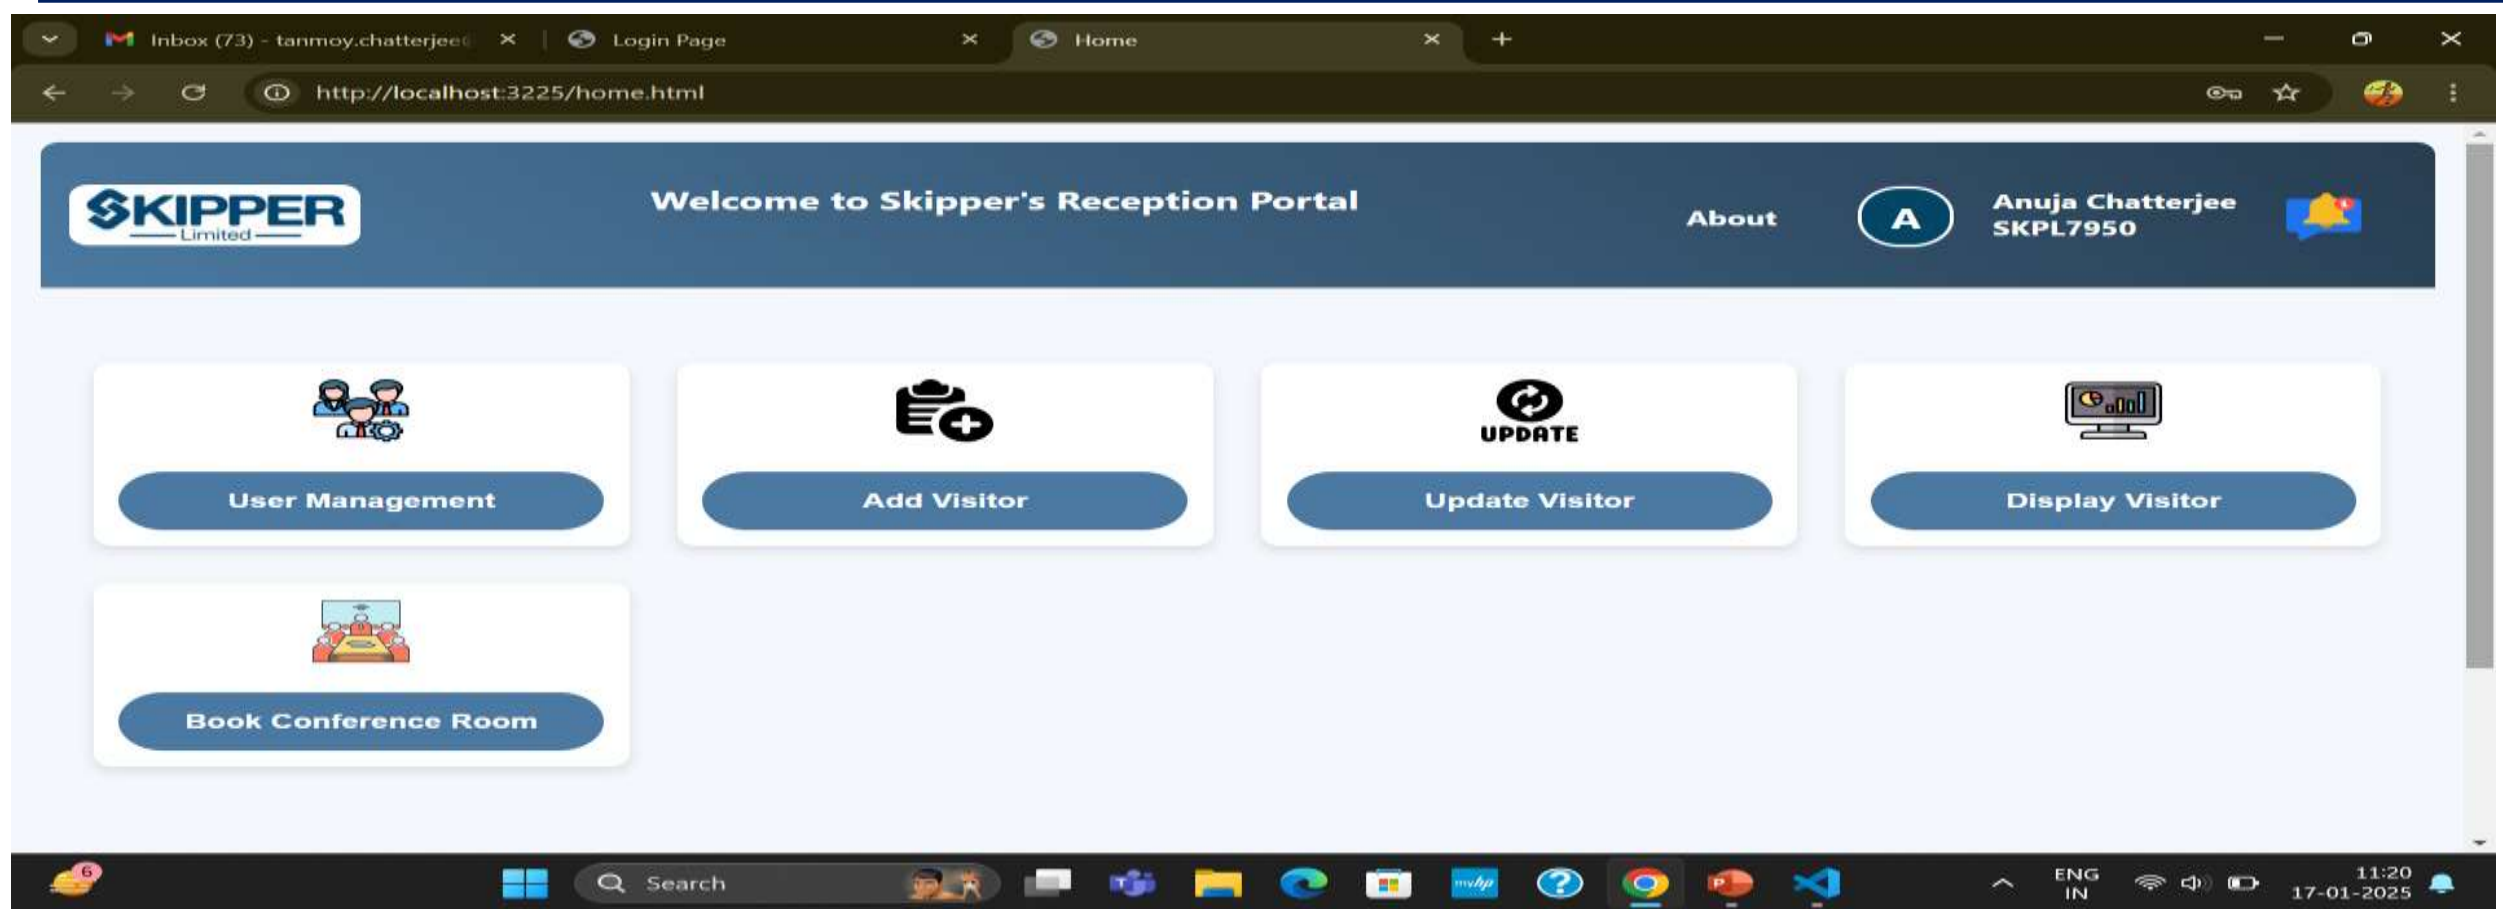 Inbox (73) - tanmoy.chatterjee
Login Page
Home
http://localhost:3225/home.html
SKIPPER
Limited
Welcome to Skipper's Reception Portal
About
A
Anuja Chatterjee
SKPL7950
UPDATE
User Management
Add Visitor
Update Visitor
Display Visitor
Book Conference Room
6
Search
myhp
ENG
IN
11:20
17-01-2025